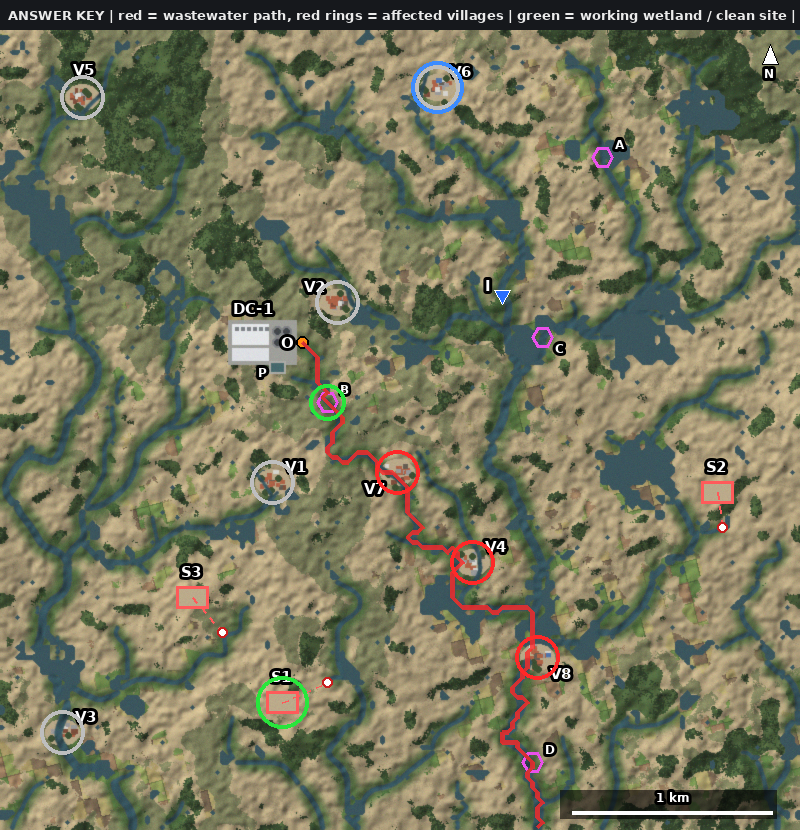 ANSWER KEY | red = wastewater path, red rings = affected villages | green = working wetland / clean site |
V5
V6
N
A
I
V2
DC-1
O
C
P
B
V1
V7
S2
V4
S3
S1
V8
V3
D
1 km